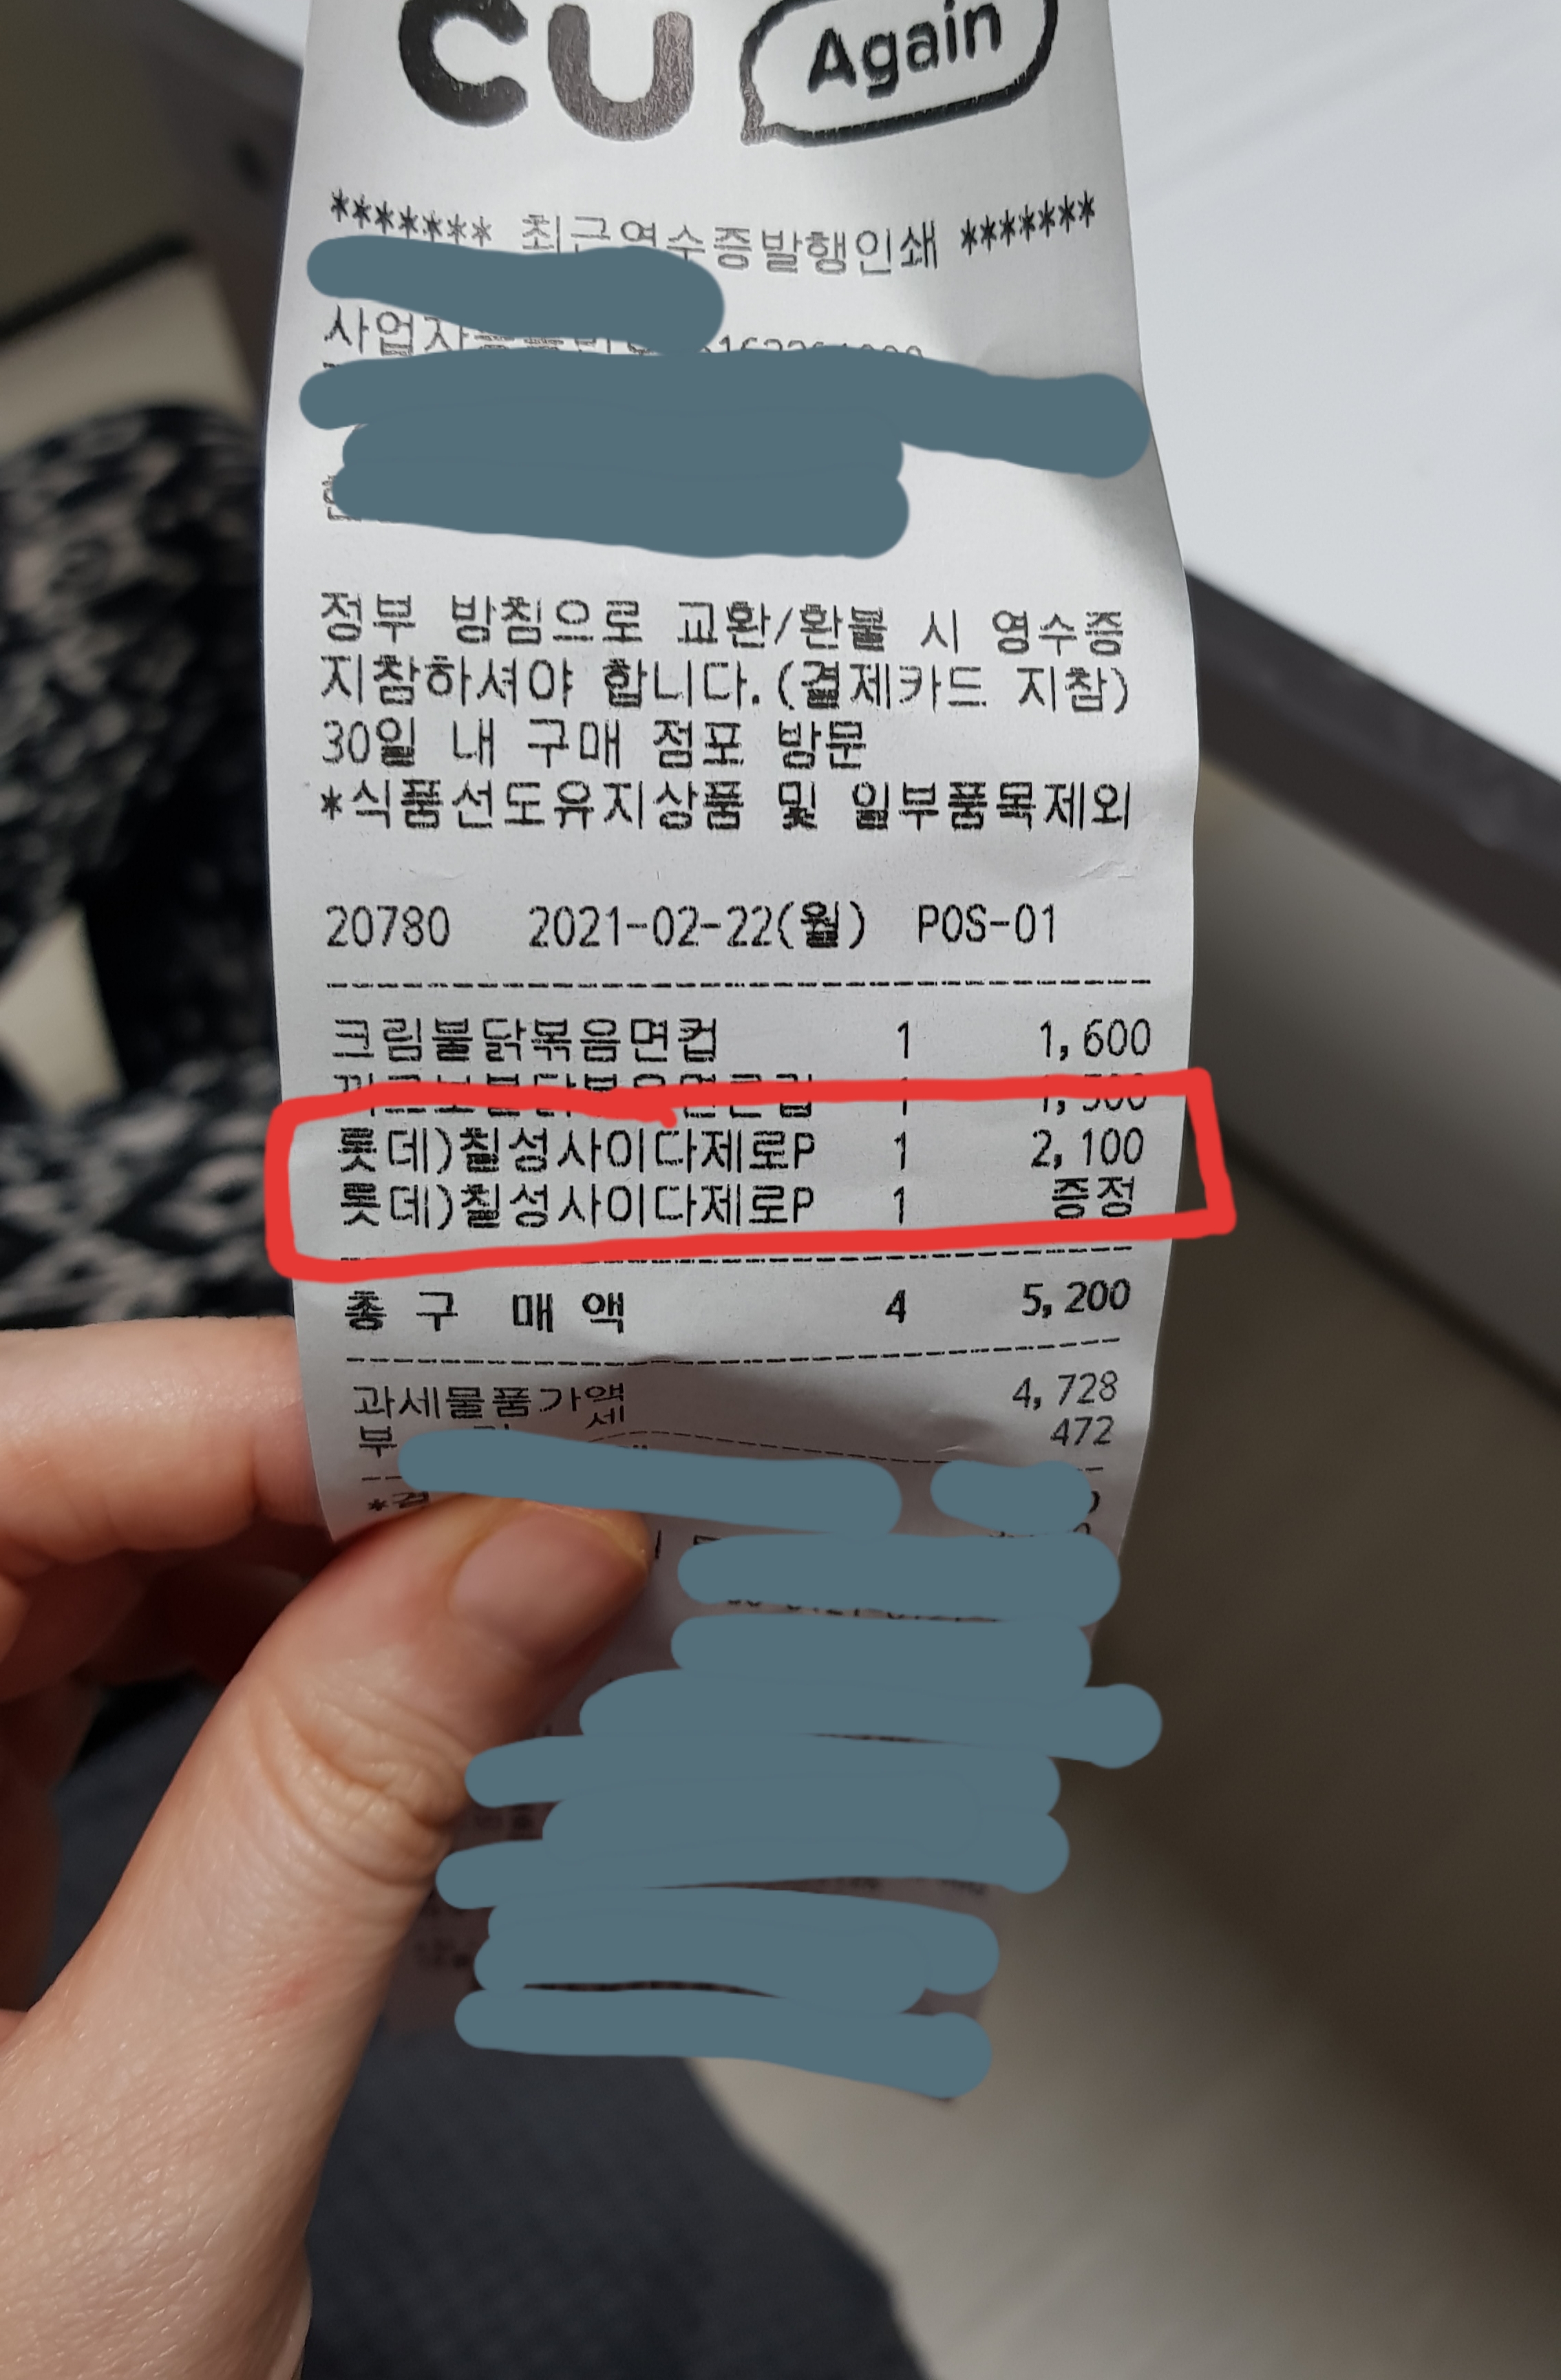 CU Again
******* 최근영수증발행인쇄 *******
정부 방침으로 교환/환불 시 영수증
지참하셔야 합니다.(결제카드 지참)
30일 내 구매 점포 방문
*식품선도유지상품 및 일부품목제외
20780 2021-02-22(월) POS-01
크림불닭볶음면컵 1 1,600
1 1,500
롯데)칠성사이다제로P 1 2,100
롯데)칠성사이다제로P 1 증정
총 구 매 액 4 5,200
과세물품가액 4,728
부 세 472